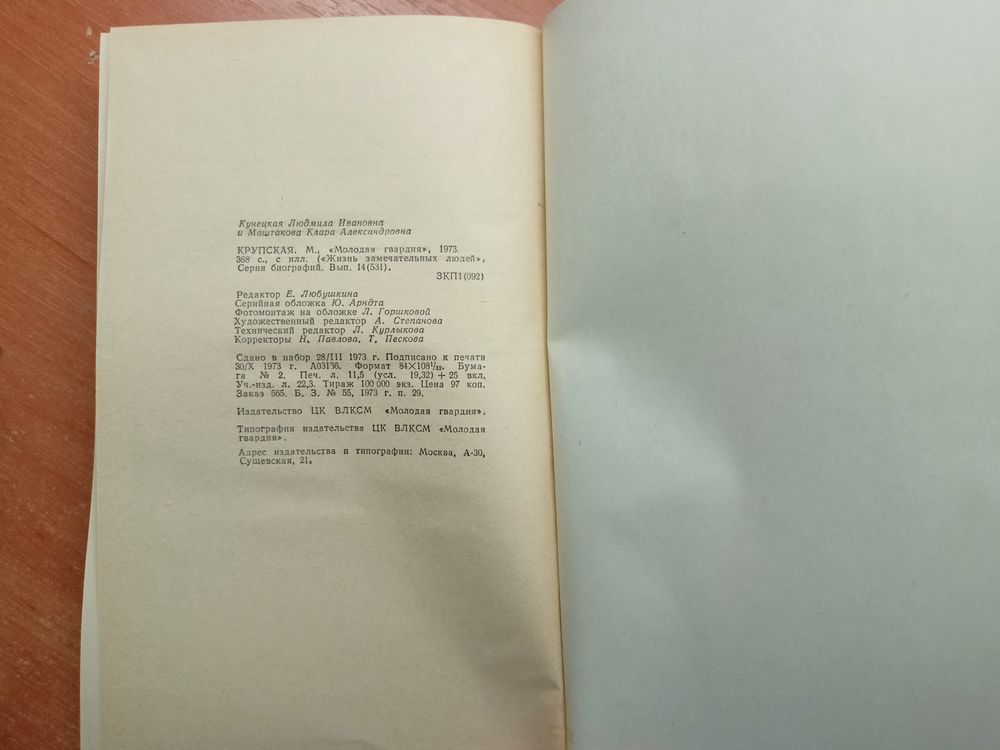 Кунецкая Людмила Ивановна
и Маштакова Клара Александровна
КРУПСКАЯ. М., «Молодая гвардия», 1973.
368 с., с илл. («Жизнь замечательных людей».
Серия биографий. Вып. 14(531).
3КП1(092)
Редактор Е. Любушкина
Серийная обложка Ю. Арндта
Фотомонтаж на обложке Л. Горшковой
Художественный редактор А. Степанова
Технический редактор Л. Курлыкова
Корректоры Н. Павлова, Т. Пескова
Сдано в набор 28/III 1973 г. Подписано к печати
30/X 1973 г. А03136. Формат 84×108¹/₃₂. Бума-
га № 2. Печ. л. 11,5 (усл. 19,32) + 25 вкл.
Уч.-изд. л. 22,3. Тираж 100 000 экз. Цена 97 коп.
Заказ 565. Б. З. № 55, 1973 г. п. 29.
Издательство ЦК ВЛКСМ «Молодая гвардия».
Типография издательства ЦК ВЛКСМ «Молодая
гвардия».
Адрес издательства и типографии: Москва, А-30,
Сущевская, 21.